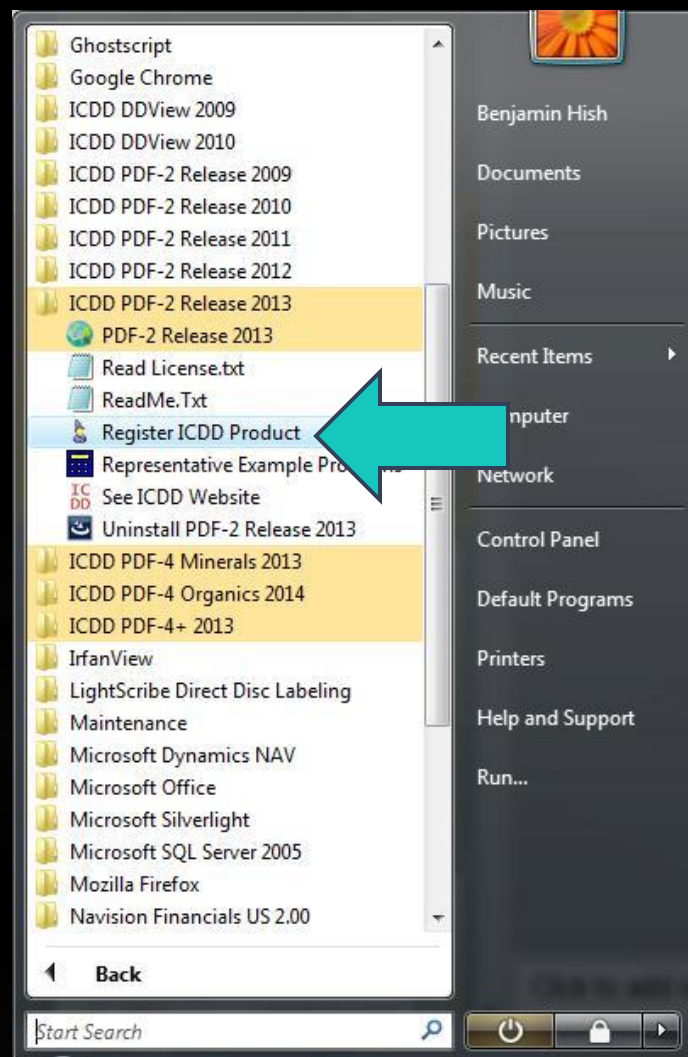 Ghostscript
Google Chrome
ICDD DDView 2009
ICDD DDView 2010
ICDD PDF-2 Release 2009
ICDD PDF-2 Release 2010
ICDD PDF-2 Release 2011
ICDD PDF-2 Release 2012
ICDD PDF-2 Release 2013
PDF-2 Release 2013
Read License.txt
ReadMe.Txt
Register ICDD Product
Representative Example
IC
DD
See ICDD Website
Uninstall PDF-2 Release 2013
ICDD PDF-4 Minerals 2013
ICDD PDF-4 Organics 2014
ICDD PDF-4+ 2013
IrfanView
LightScribe Direct Disc Labeling
Maintenance
Microsoft Dynamics NAV
Microsoft Office
Microsoft Silverlight
Microsoft SQL Server 2005
Mozilla Firefox
Navision Financials US 2.00
Back
Start Search
Benjamin Hish
Documents
Pictures
Music
Recent Items
mputer
Network
Control Panel
Default Programs
Printers
Help and Support
Run...